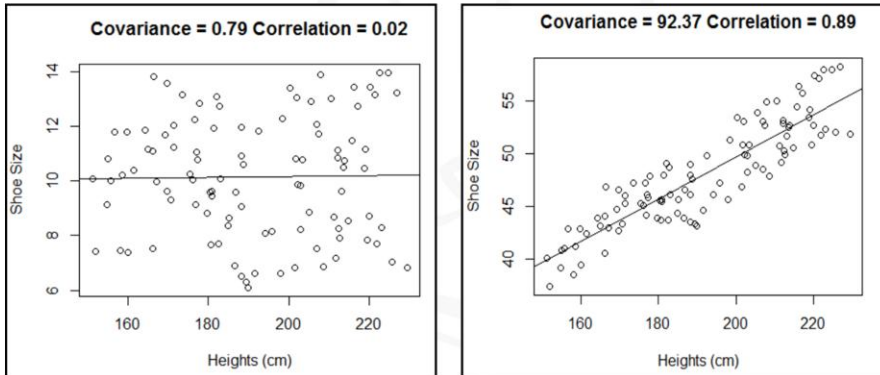 Covariance = 0.79 Correlation = 0.02
Shoe Size
14
12
10
8
6
160 180 200 220
Heights (cm)
Covariance = 92.37 Correlation = 0.89
Shoe Size
55
50
45
40
160 180 200 220
Heights (cm)